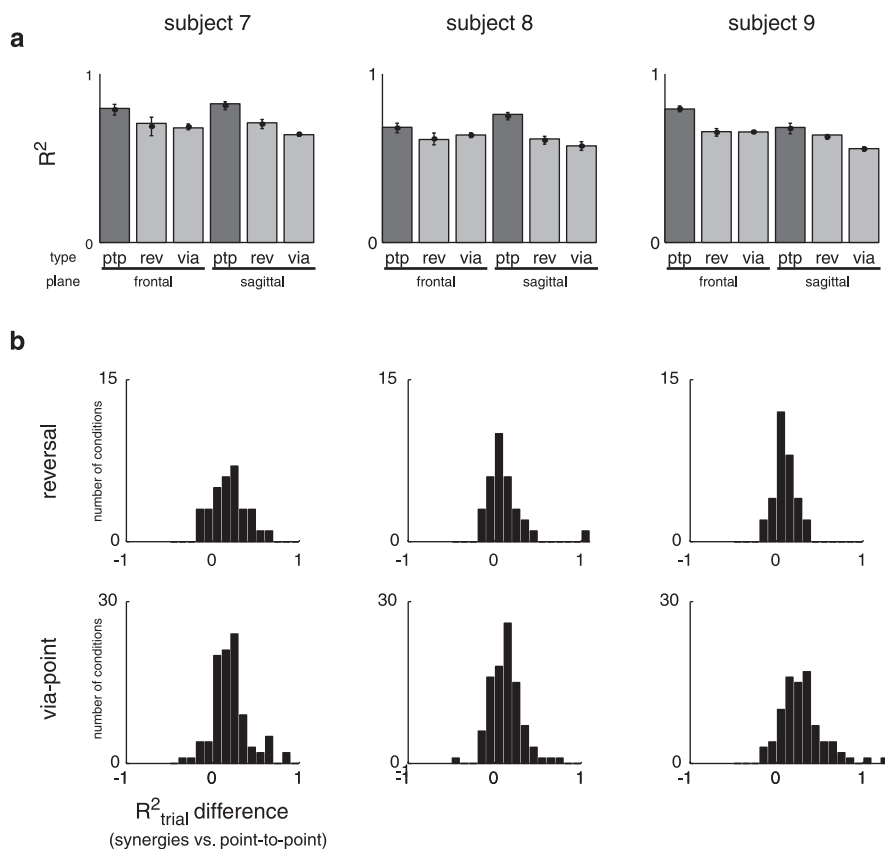 subject 7 subject 8 subject 9
a
1 1 1
R2
0 0 0
type ptp rev via ptp rev via ptp rev via ptp rev via ptp rev via ptp rev via
plane frontal sagittal frontal sagittal frontal sagittal
b
15 15 15
reversal
number of conditions
0 0 0
-1 0 1 -1 0 1 -1 0 1
30 30 30
via-point
number of conditions
0 0 0
-1 0 1 -1 0 1 -1 0 1
R2trial difference
(synergies vs. point-to-point)